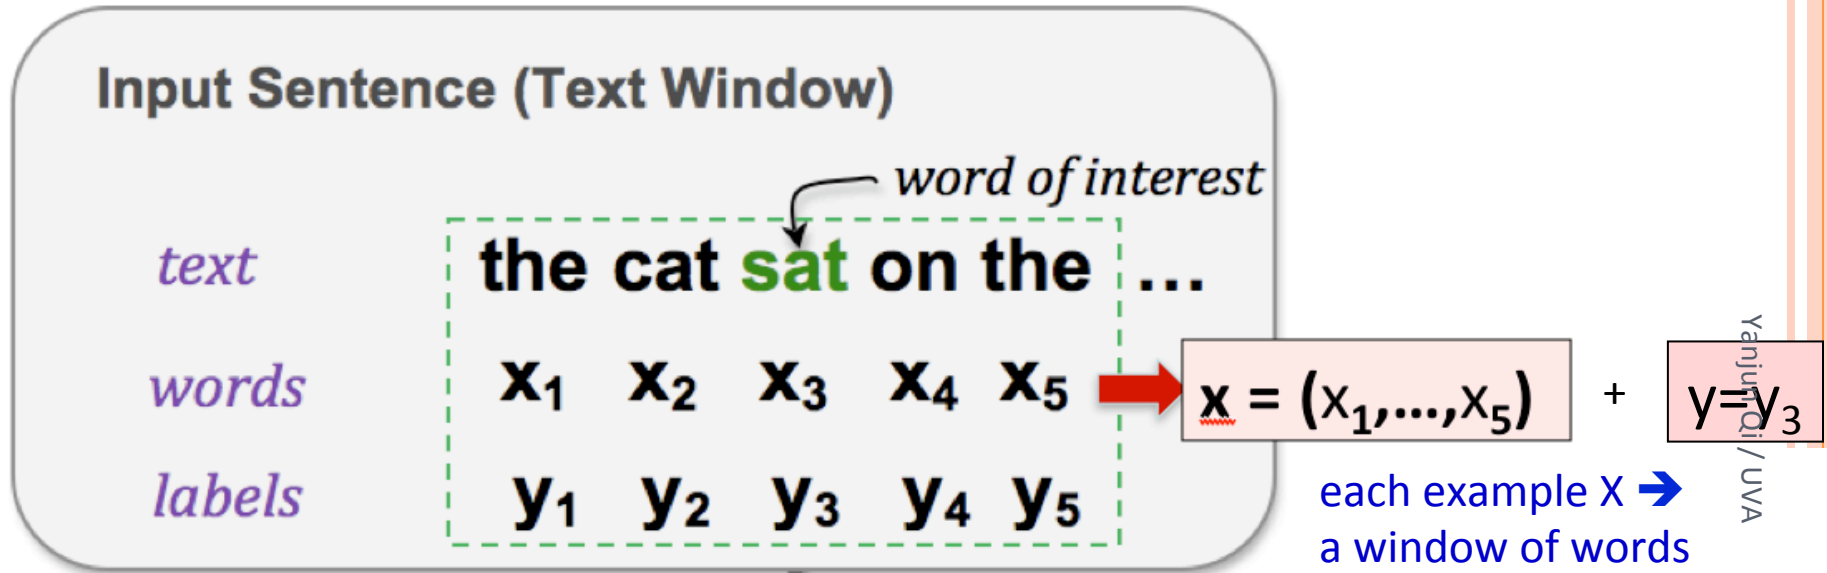 Input Sentence (Text Window)
word of interest
text the cat sat on the ...
words x₁ x₂ x₃ x₄ x₅ x = (x₁,...,x₅) + y=y₃
labels y₁ y₂ y₃ y₄ y₅
each example X ➔
a window of words
Yanjun Qi / UVA